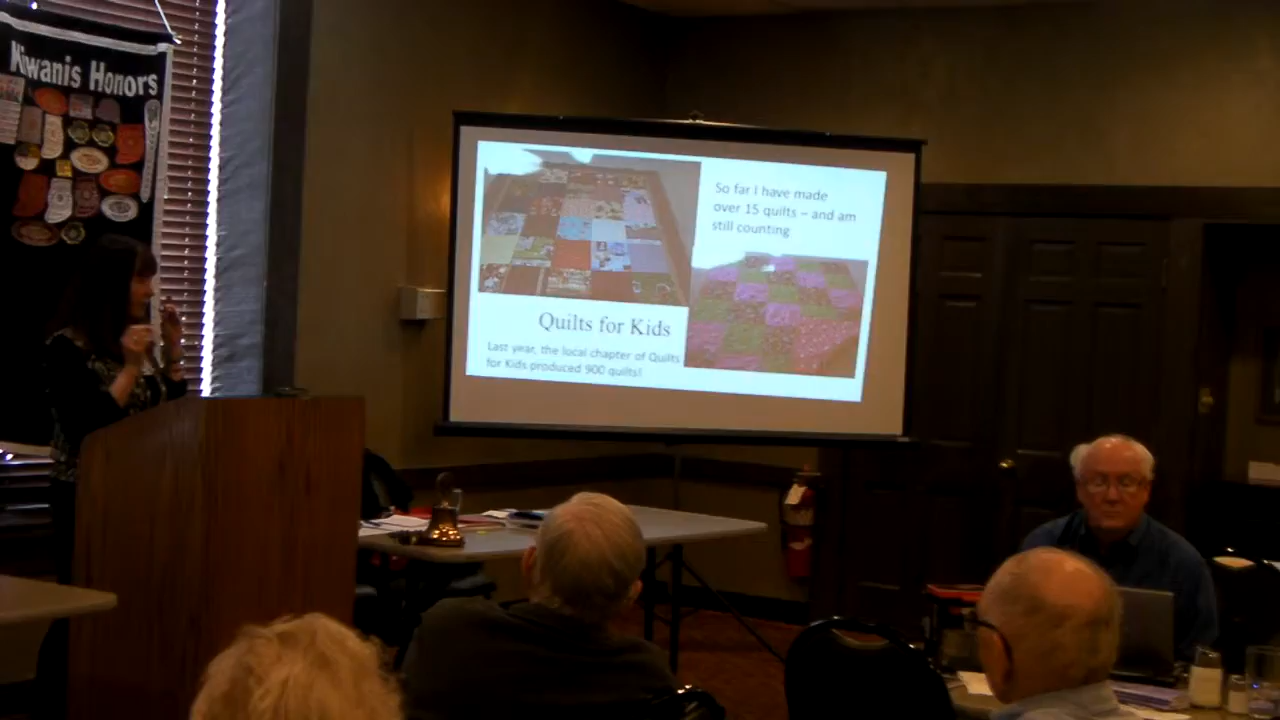 Kiwanis Honors
So far I have made
over 15 quilts – and am
still counting
Quilts for Kids
Last year, the local chapter of Quilts
for Kids produced 900 quilts!